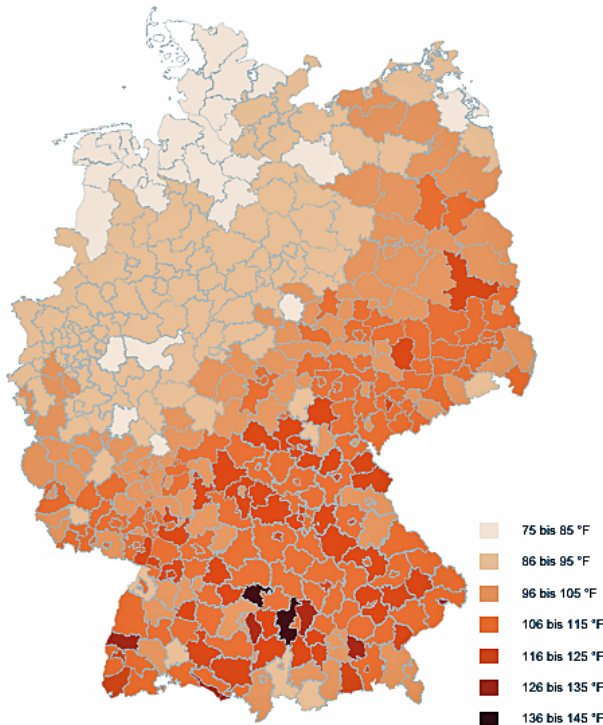 75 bis 85 °F
86 bis 95 °F
96 bis 105 °F
106 bis 115 °F
116 bis 125 °F
126 bis 135 °F
136 bis 145 °F